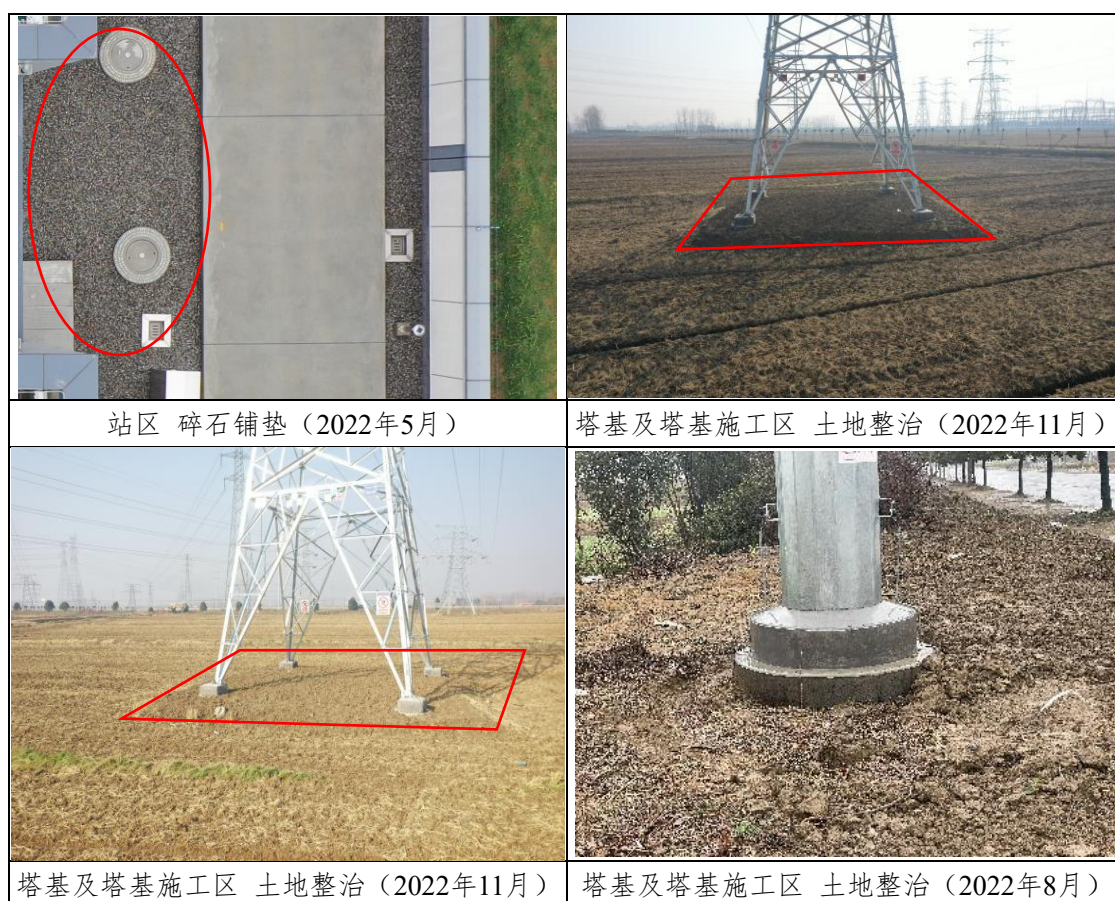 站区 碎石铺垫（2022年5月）
塔基及塔基施工区 土地整治（2022年11月）
塔基及塔基施工区 土地整治（2022年11月）
塔基及塔基施工区 土地整治（2022年8月）